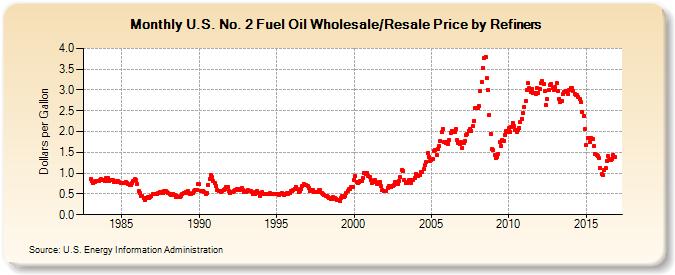 Monthly U.S. No. 2 Fuel Oil Wholesale/Resale Price by Refiners
Dollars per Gallon
4.0
3.5
3.0
2.5
2.0
1.5
1.0
0.5
0.0
1985 1990 1995 2000 2005 2010 2015
Source: U.S. Energy Information Administration